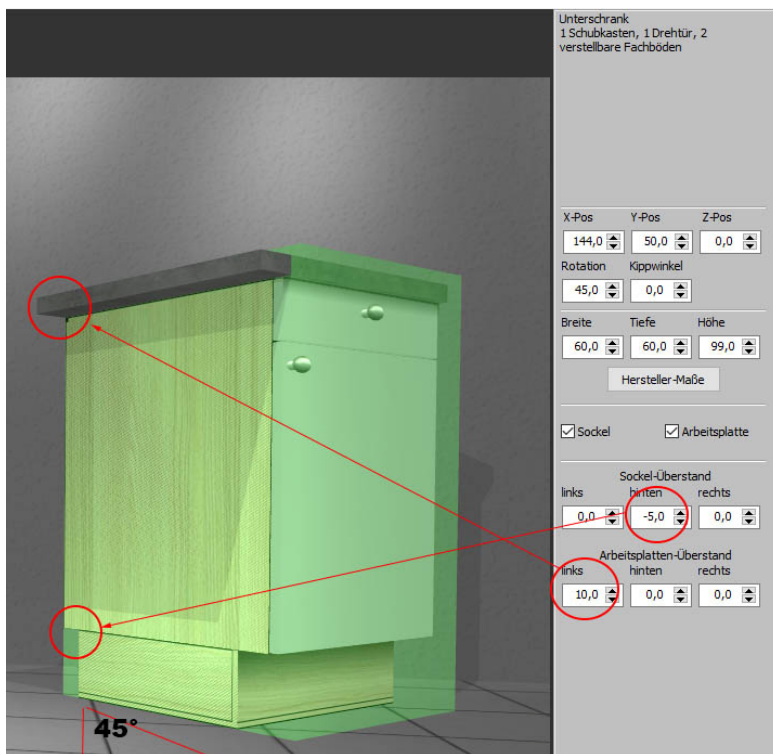 Unterschrank
1 Schubkasten, 1 Drehtür, 2
verstellbare Fachböden
X-Pos Y-Pos Z-Pos
144,0 50,0 0,0
Rotation Kippwinkel
45,0 0,0
Breite Tiefe Höhe
60,0 60,0 99,0
Hersteller-Maße
Sockel Arbeitsplatte
Sockel-Überstand
links hinten rechts
0,0 -5,0 0,0
Arbeitsplatten-Überstand
links hinten rechts
10,0 0,0 0,0
45°